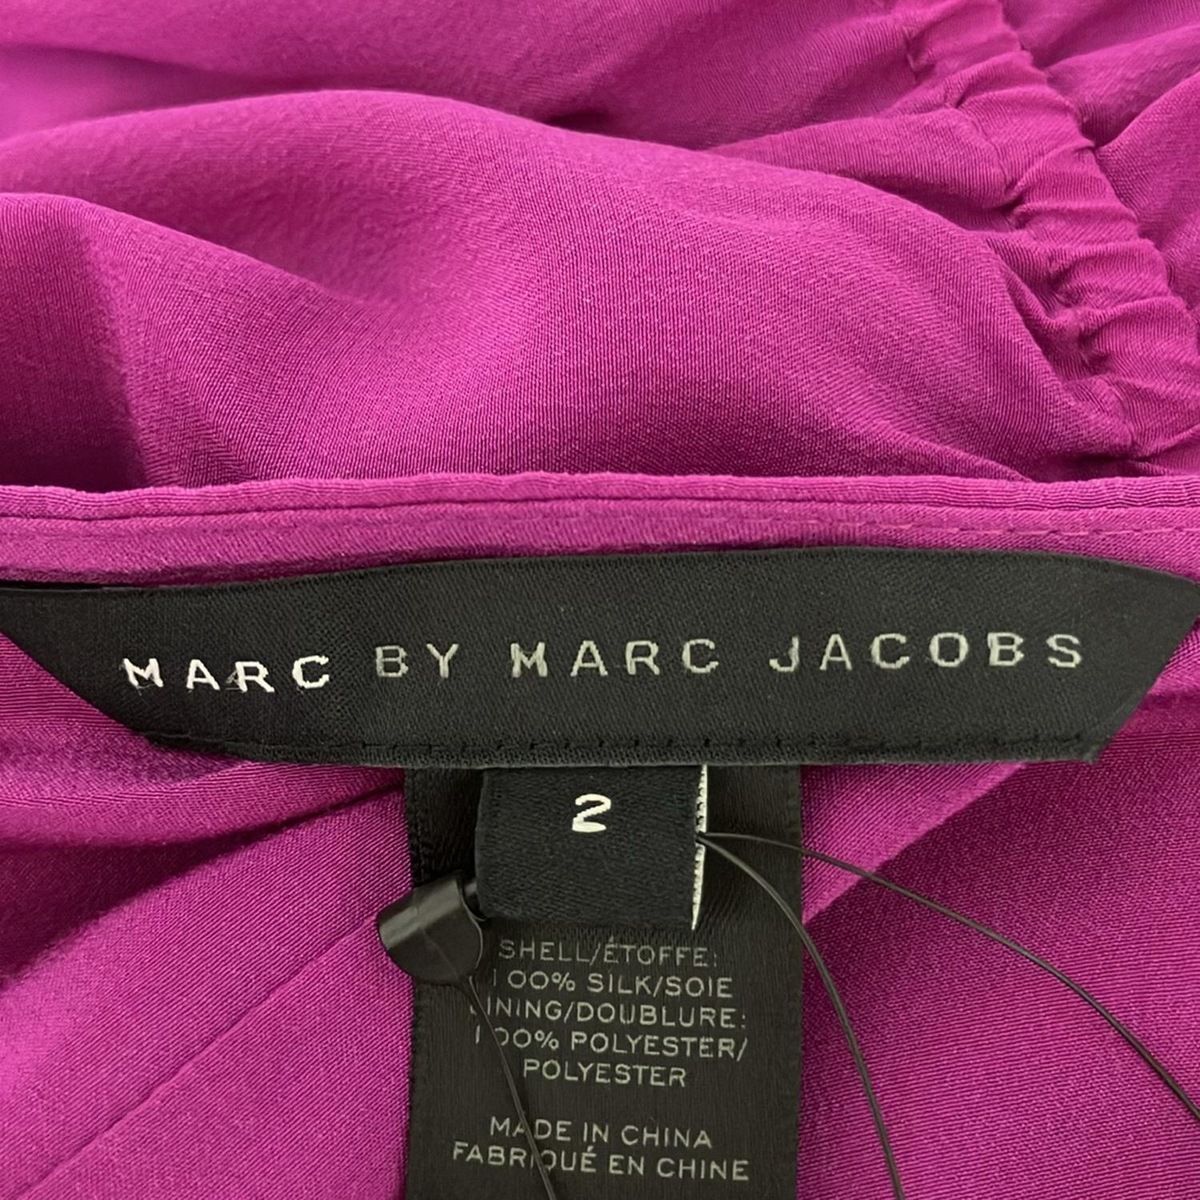 MARC BY MARC JACOBS
2
SHELL/ÉTOFFE:
100% SILK/SOIE
LINING/DOUBLURE:
100% POLYESTER/
POLYESTER
MADE IN CHINA
FABRIQUÉ EN CHINE